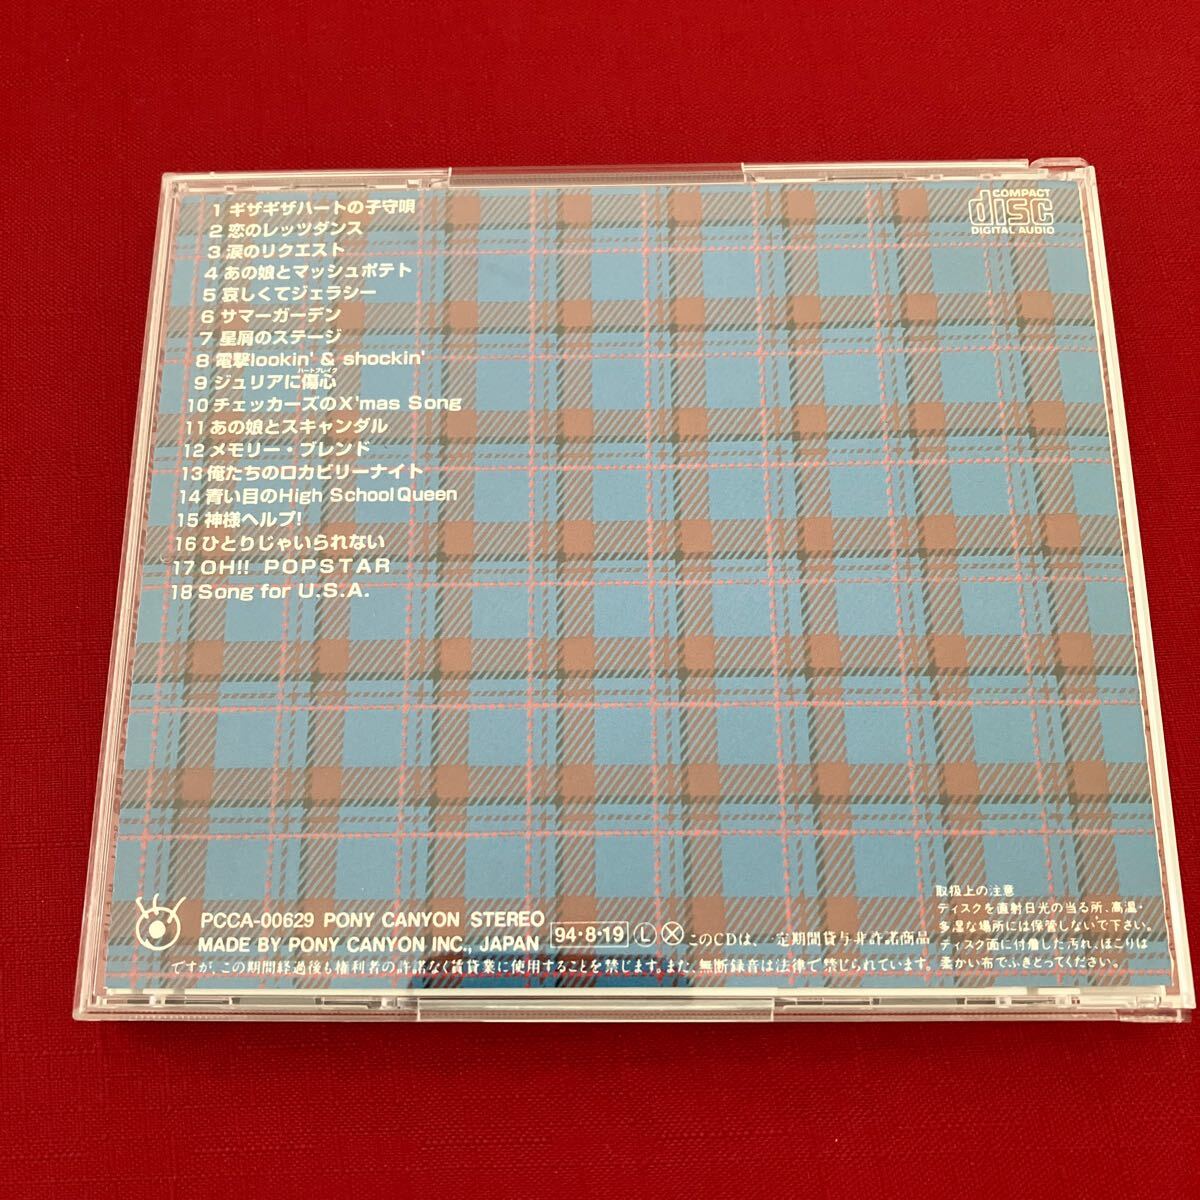 1 ギザギザハートの子守唄
2 恋のレッツダンス
3 涙のリクエスト
4 あの娘とマッシュポテト
5 哀しくてジェラシー
6 サマーガーデン
7 星屑のステージ
8 電撃lookin' & shockin'
ハートブレイク
9 ジュリアに傷心
10 チェッカーズのX'mas Song
11 あの娘とスキャンダル
12 メモリー・ブレンド
13 俺たちのロカビリーナイト
14 青い目のHigh School Queen
15 神様ヘルプ!
16 ひとりじゃいられない
17 OH!! POPSTAR
18 Song for U.S.A.
COMPACT
disc
DIGITAL AUDIO
PCCA-00629 PONY CANYON STEREO
MADE BY PONY CANYON INC., JAPAN 94・8・19 L X このCDは、一定期間貸与非許諾商品
ですが、この期間経過後も権利者の許諾なく賃貸業に使用することを禁じます。また、無断録音は法律で禁じられています。
取扱上の注意
ディスクを直射日光の当る所、高温・
多湿な場所には保管しないで下さい。
ディスク面に付着した汚れ、ほこりは
柔かい布でふきとってください。